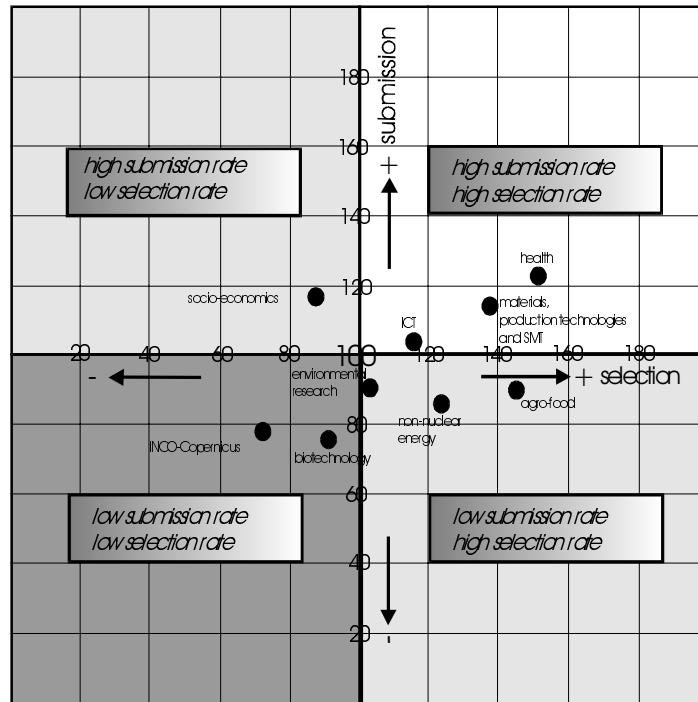 180
+ submission
160
high submission rate
low selection rate
high submission rate
high selection rate
140
health
120
socio-economics
materials,
production technologies
and SMT
ICT
20
40
60
80
100
120
140
160
180
-
+ selection
environmental
research
agro-food
non-nuclear
energy
80
INCO-Copernicus
biotechnology
60
low submission rate
low selection rate
low submission rate
high selection rate
40
20
-